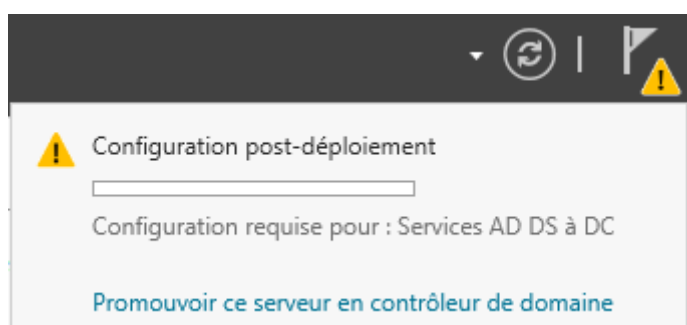 Configuration post-déploiement
Configuration requise pour : Services AD DS à DC
Promouvoir ce serveur en contrôleur de domaine